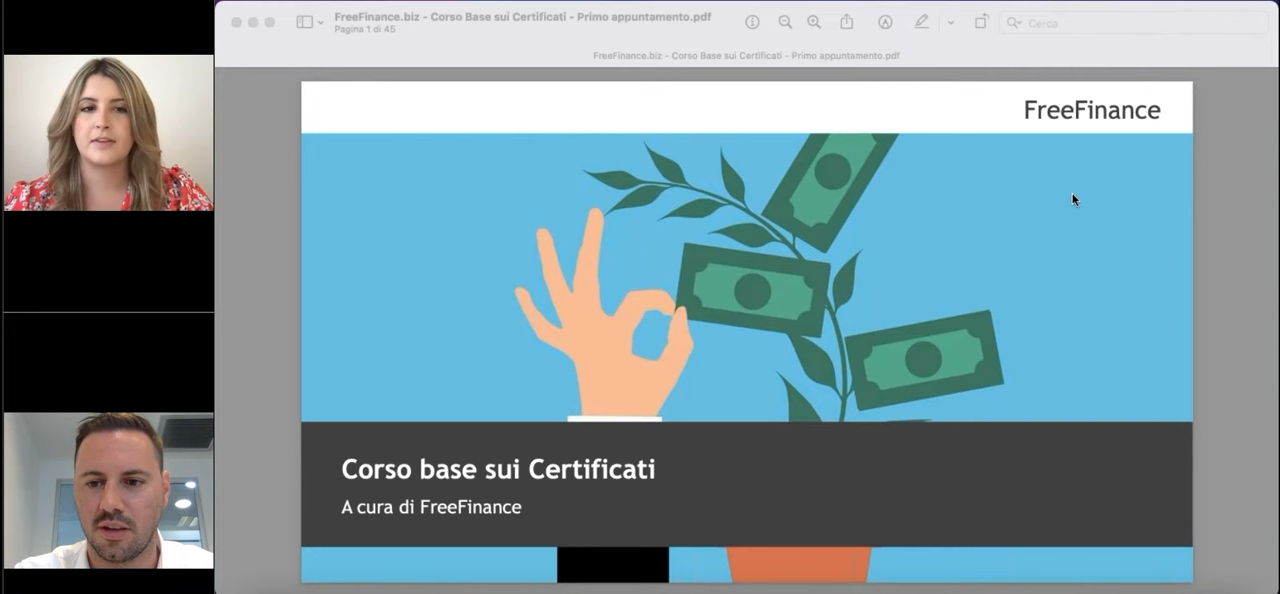 FreeFinance.biz - Corso Base sui Certificati - Primo appuntamento.pdf
Pagina 1 di 45
Cerca
FreeFinance.biz - Corso Base sui Certificati - Primo appuntamento.pdf
FreeFinance
Corso base sui Certificati
A cura di FreeFinance